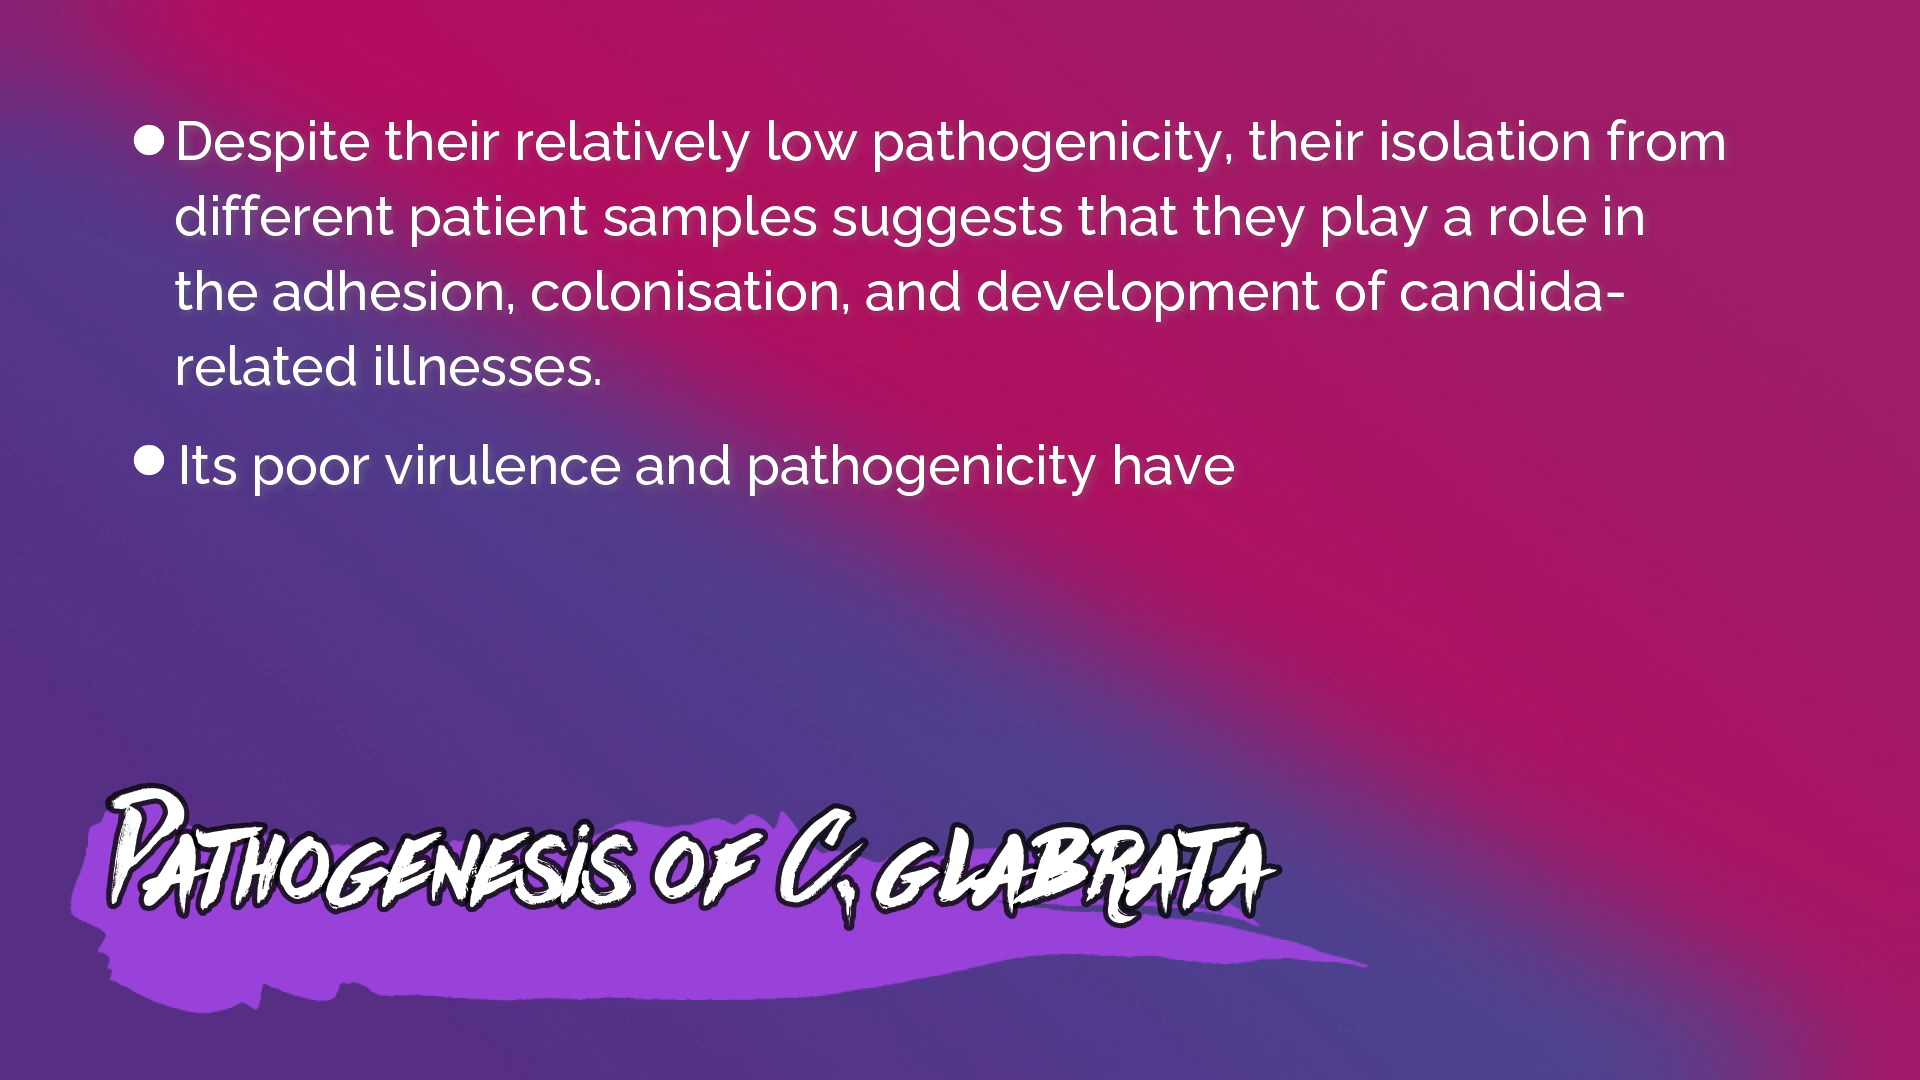 ● Despite their relatively low pathogenicity, their isolation from
different patient samples suggests that they play a role in
the adhesion, colonisation, and development of candida-
related illnesses.
● Its poor virulence and pathogenicity have
Pathogenesis of C, glabrata